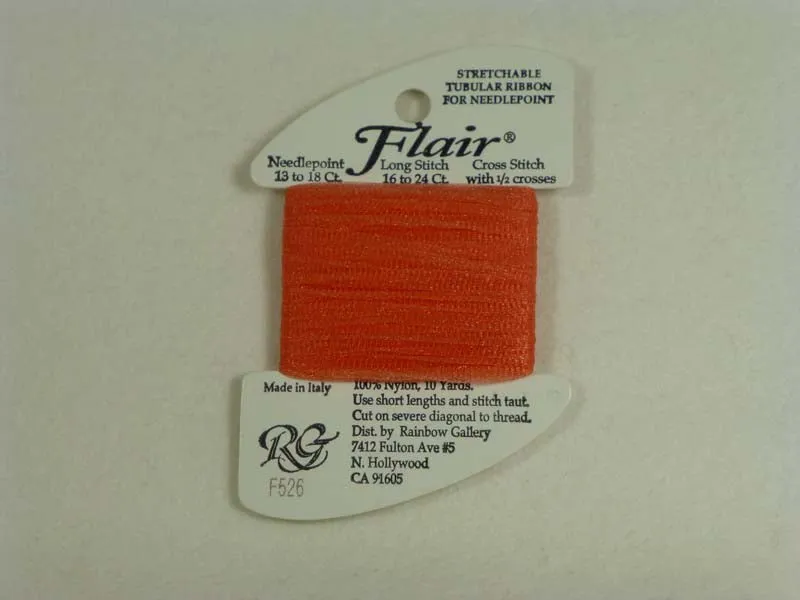 STRETCHABLE
TUBULAR RIBBON
FOR NEEDLEPOINT
Flair®
Needlepoint
13 to 18 Ct.
Long Stitch
16 to 24 Ct.
Cross Stitch
with 1/2 crosses
Made in Italy
RG
F526
100% Nylon, 10 Yards.
Use short lengths and stitch taut.
Cut on severe diagonal to thread.
Dist. by Rainbow Gallery
7412 Fulton Ave #5
N. Hollywood
CA 91605